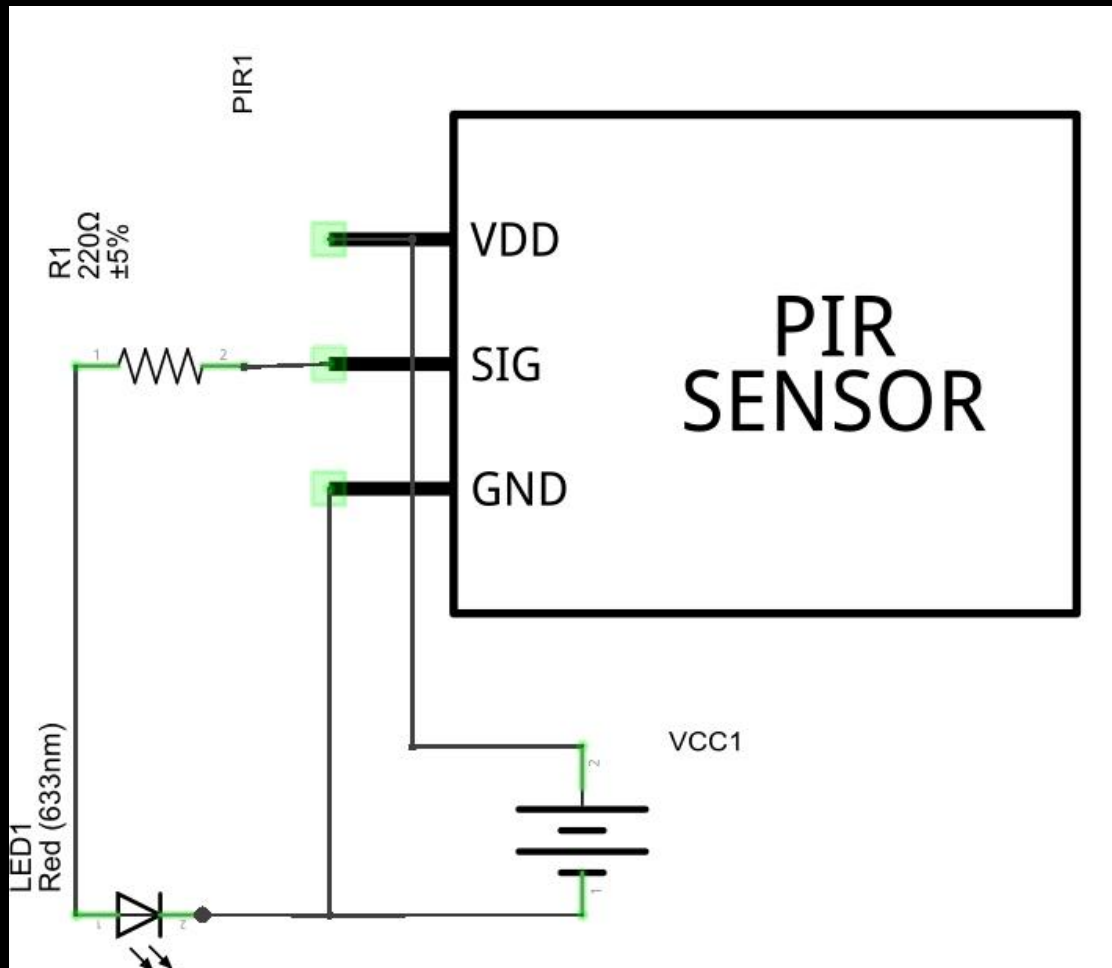 PIR1
R1
220Ω
±5%
VDD
SIG
GND
PIR
SENSOR
1
2
VCC1
2
1
LED1
Red (633nm)
1
2